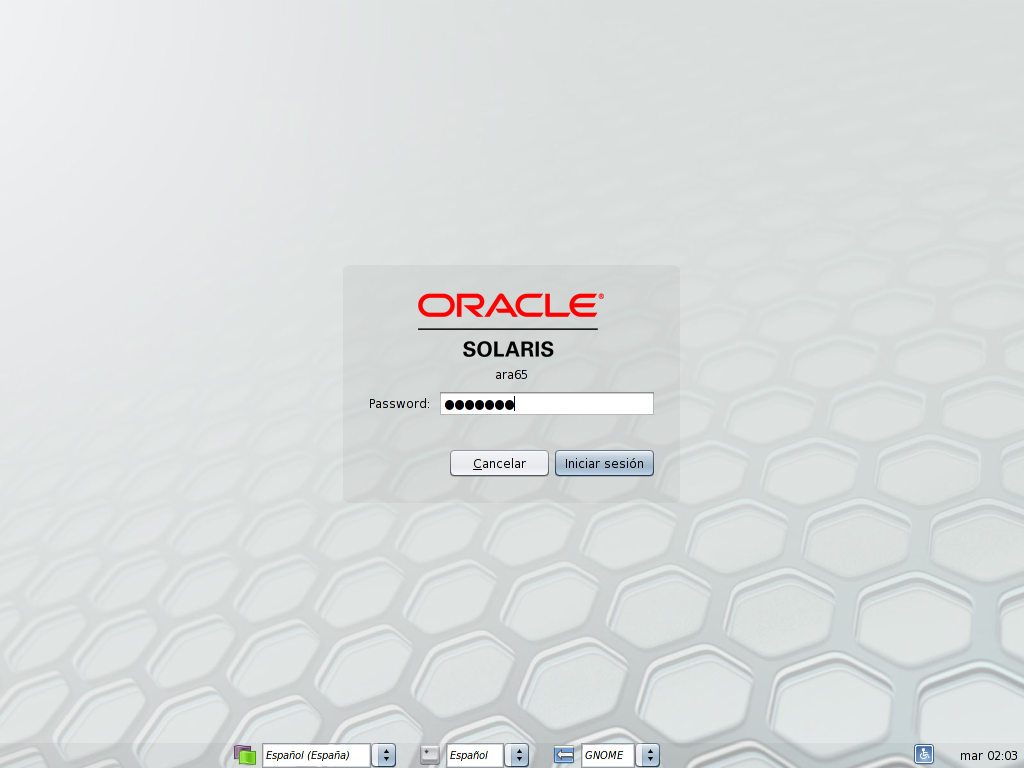 ORACLE®
SOLARIS
ara65
Password: ●●●●●●●
Cancelar Iniciar sesión
Español (España) Español GNOME mar 02:03